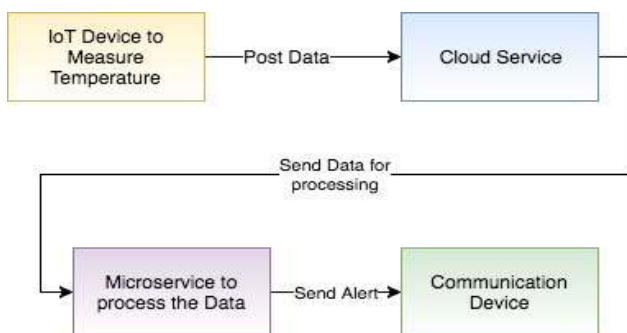 IoT Device to
Measure
Temperature
Post Data
Cloud Service
Send Data for
processing
Microservice to
process the Data
Send Alert
Communication
Device